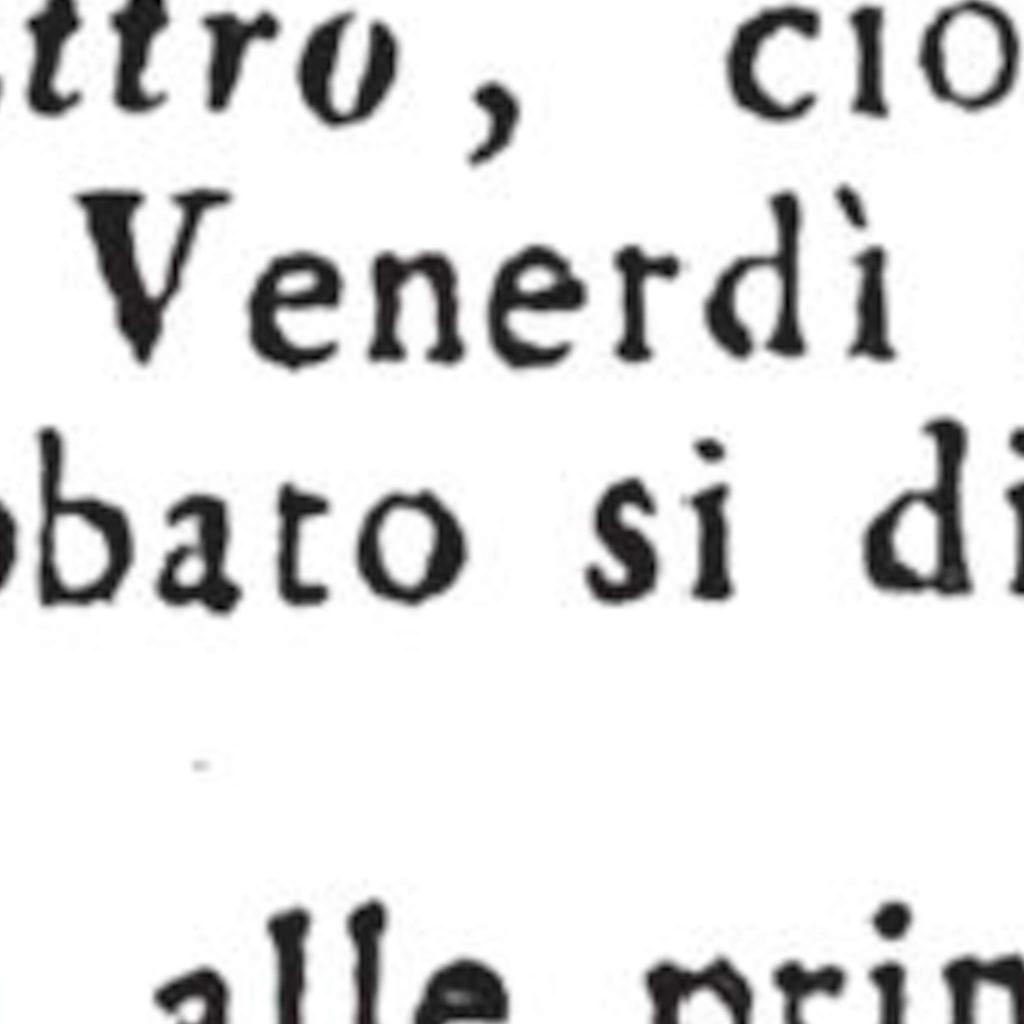 ttro, cio
Venerdì
bato si di
alle prin